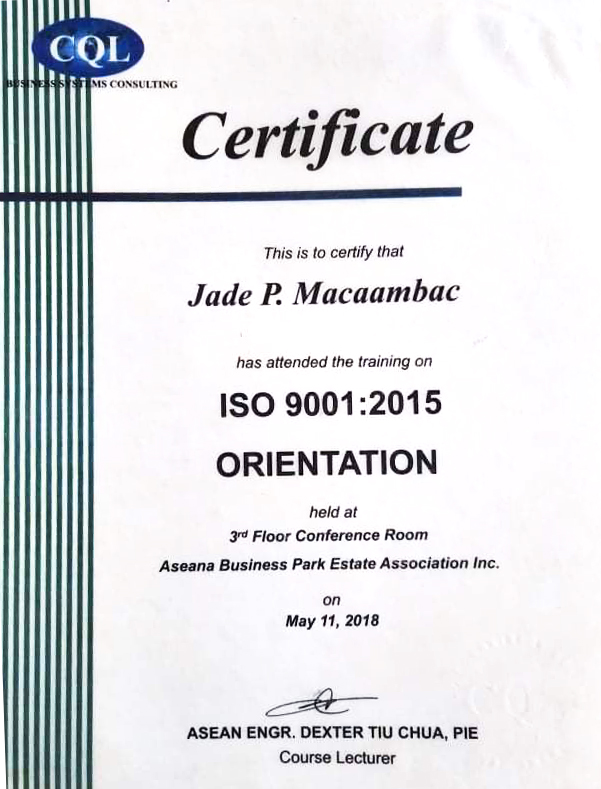 CQL
BUSINESS SYSTEMS CONSULTING
Certificate
This is to certify that
Jade P. Macaambac
has attended the training on
ISO 9001:2015
ORIENTATION
held at
3rd Floor Conference Room
Aseana Business Park Estate Association Inc.
on
May 11, 2018
CQ
ASEAN ENGR. DEXTER TIU CHUA, PIE
Course Lecturer